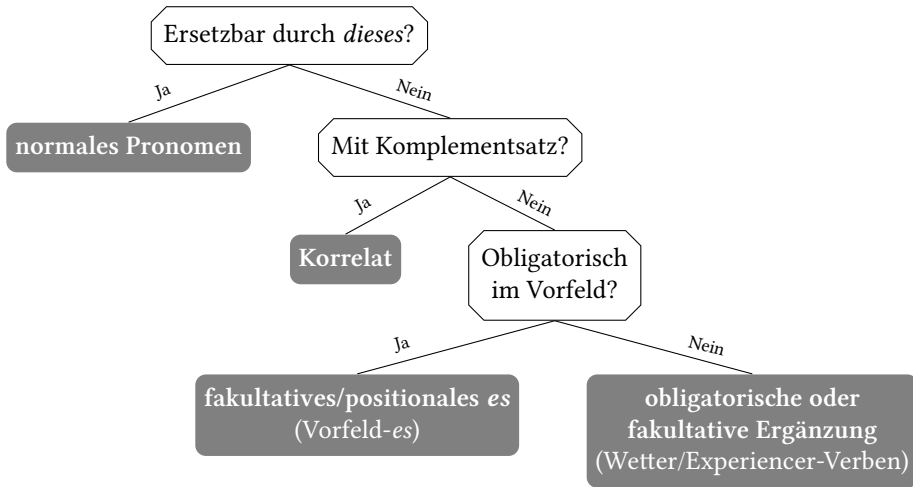 Ersetzbar durch dieses?
Ja
Nein
normales Pronomen
Mit Komplementsatz?
Ja
Nein
Korrelat
Obligatorisch
im Vorfeld?
Ja
Nein
fakultatives/positionales es
(Vorfeld-es)
obligatorische oder
fakultative Ergänzung
(Wetter/Experiencer-Verben)